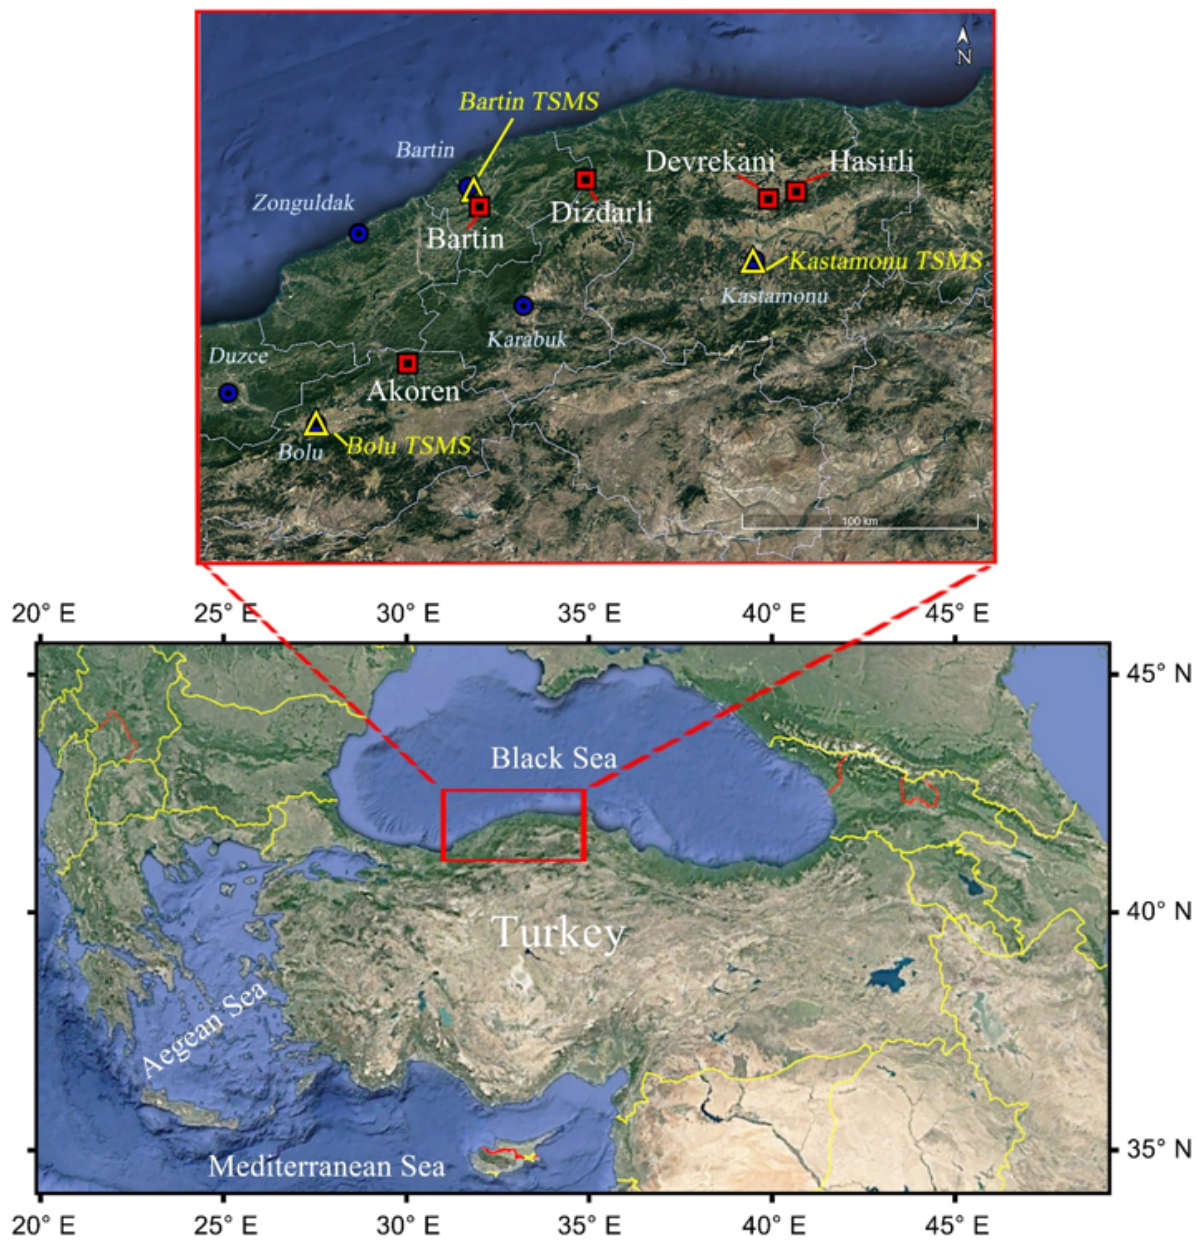 N
Bartin TSMS
Bartin
Devrekani
Hasirli
Zonguldak
Dizdarli
Bartin
Kastamonu TSMS
Kastamonu
Karabuk
Duzce
Akoren
Bolu
Bolu TSMS
100 km
20° E
25° E
30° E
35° E
40° E
45° E
45° N
Black Sea
40° N
Turkey
Aegean Sea
35° N
Mediterranean Sea
20° E
25° E
30° E
35° E
40° E
45° E